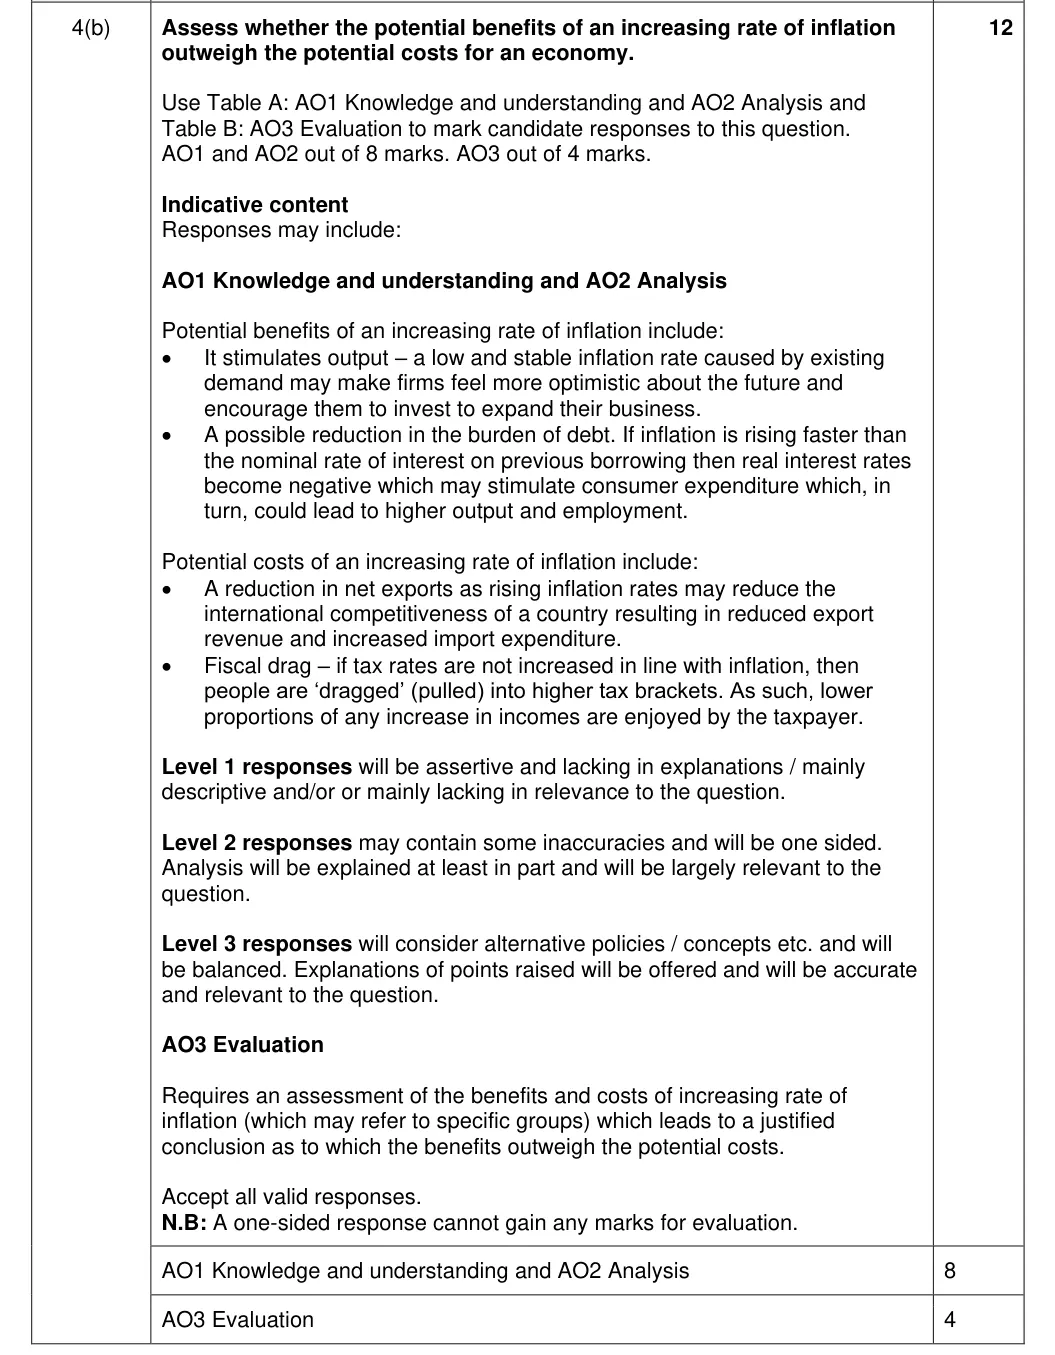 4(b)
Assess whether the potential benefits of an increasing rate of inflation
outweigh the potential costs for an economy.
12
Use Table A: AO1 Knowledge and understanding and AO2 Analysis and
Table B: AO3 Evaluation to mark candidate responses to this question.
AO1 and AO2 out of 8 marks. AO3 out of 4 marks.
Indicative content
Responses may include:
AO1 Knowledge and understanding and AO2 Analysis
Potential benefits of an increasing rate of inflation include:
• It stimulates output – a low and stable inflation rate caused by existing
demand may make firms feel more optimistic about the future and
encourage them to invest to expand their business.
• A possible reduction in the burden of debt. If inflation is rising faster than
the nominal rate of interest on previous borrowing then real interest rates
become negative which may stimulate consumer expenditure which, in
turn, could lead to higher output and employment.
Potential costs of an increasing rate of inflation include:
• A reduction in net exports as rising inflation rates may reduce the
international competitiveness of a country resulting in reduced export
revenue and increased import expenditure.
• Fiscal drag – if tax rates are not increased in line with inflation, then
people are ‘dragged’ (pulled) into higher tax brackets. As such, lower
proportions of any increase in incomes are enjoyed by the taxpayer.
Level 1 responses will be assertive and lacking in explanations / mainly
descriptive and/or or mainly lacking in relevance to the question.
Level 2 responses may contain some inaccuracies and will be one sided.
Analysis will be explained at least in part and will be largely relevant to the
question.
Level 3 responses will consider alternative policies / concepts etc. and will
be balanced. Explanations of points raised will be offered and will be accurate
and relevant to the question.
AO3 Evaluation
Requires an assessment of the benefits and costs of increasing rate of
inflation (which may refer to specific groups) which leads to a justified
conclusion as to which the benefits outweigh the potential costs.
Accept all valid responses.
N.B: A one-sided response cannot gain any marks for evaluation.
AO1 Knowledge and understanding and AO2 Analysis
8
AO3 Evaluation
4